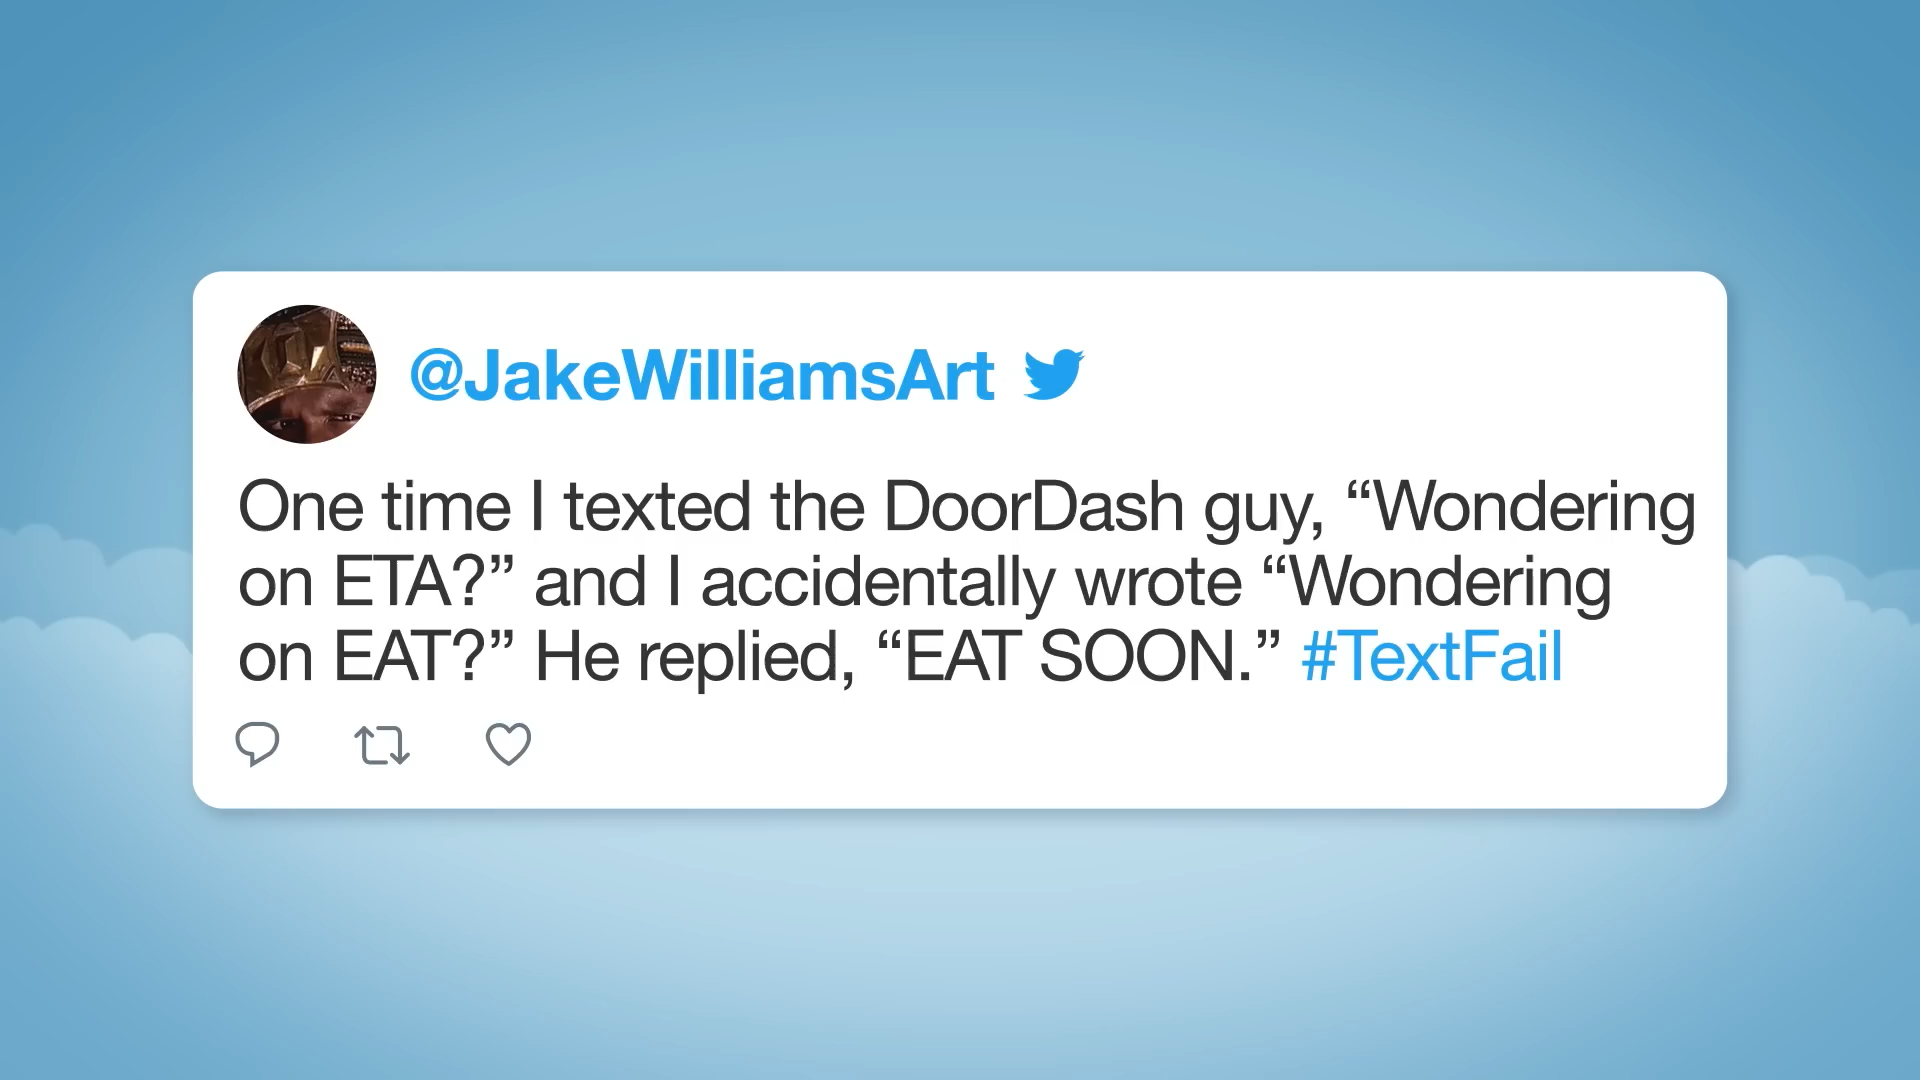 @JakeWilliamsArt
One time I texted the DoorDash guy, “Wondering
on ETA?” and I accidentally wrote “Wondering
on EAT?” He replied, “EAT SOON.” #TextFail